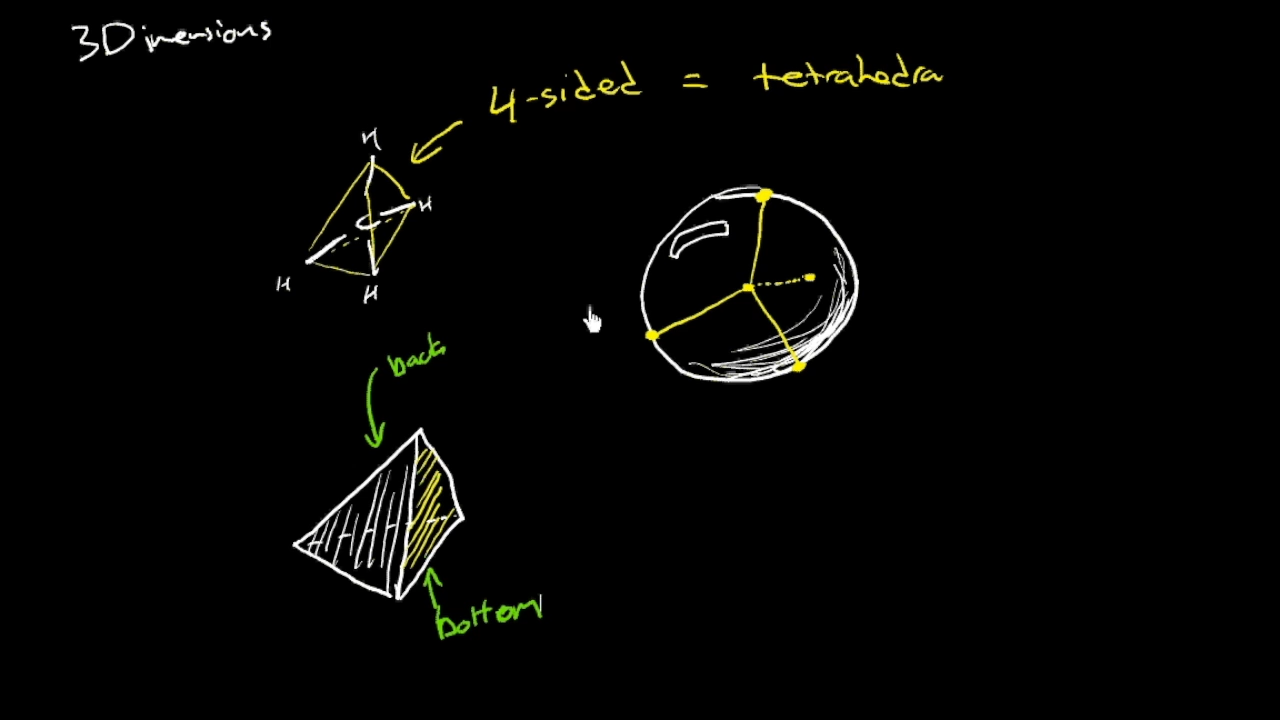 3Dimensions
4-sided = tetrahedra
H
H
C
H
H
back
bottom